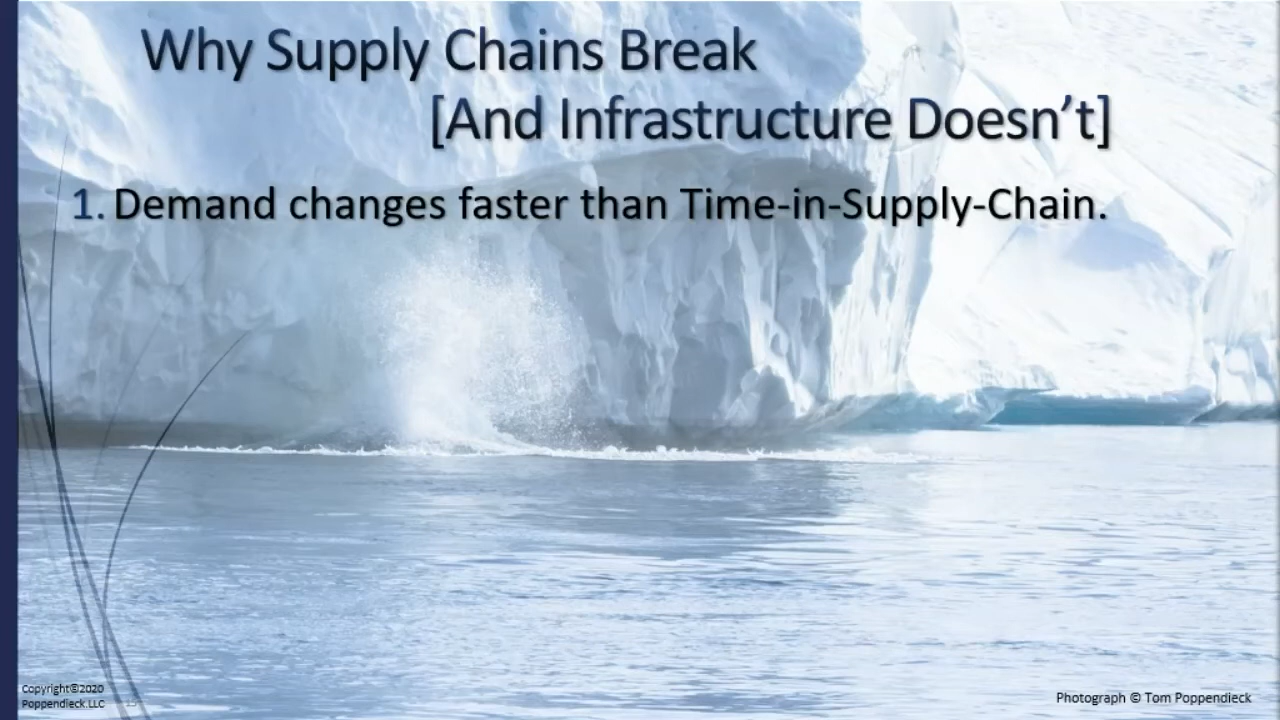 Why Supply Chains Break
[And Infrastructure Doesn’t]
1. Demand changes faster than Time-in-Supply-Chain.
Copyright©2020
Poppendieck.LLC
Photograph © Tom Poppendieck